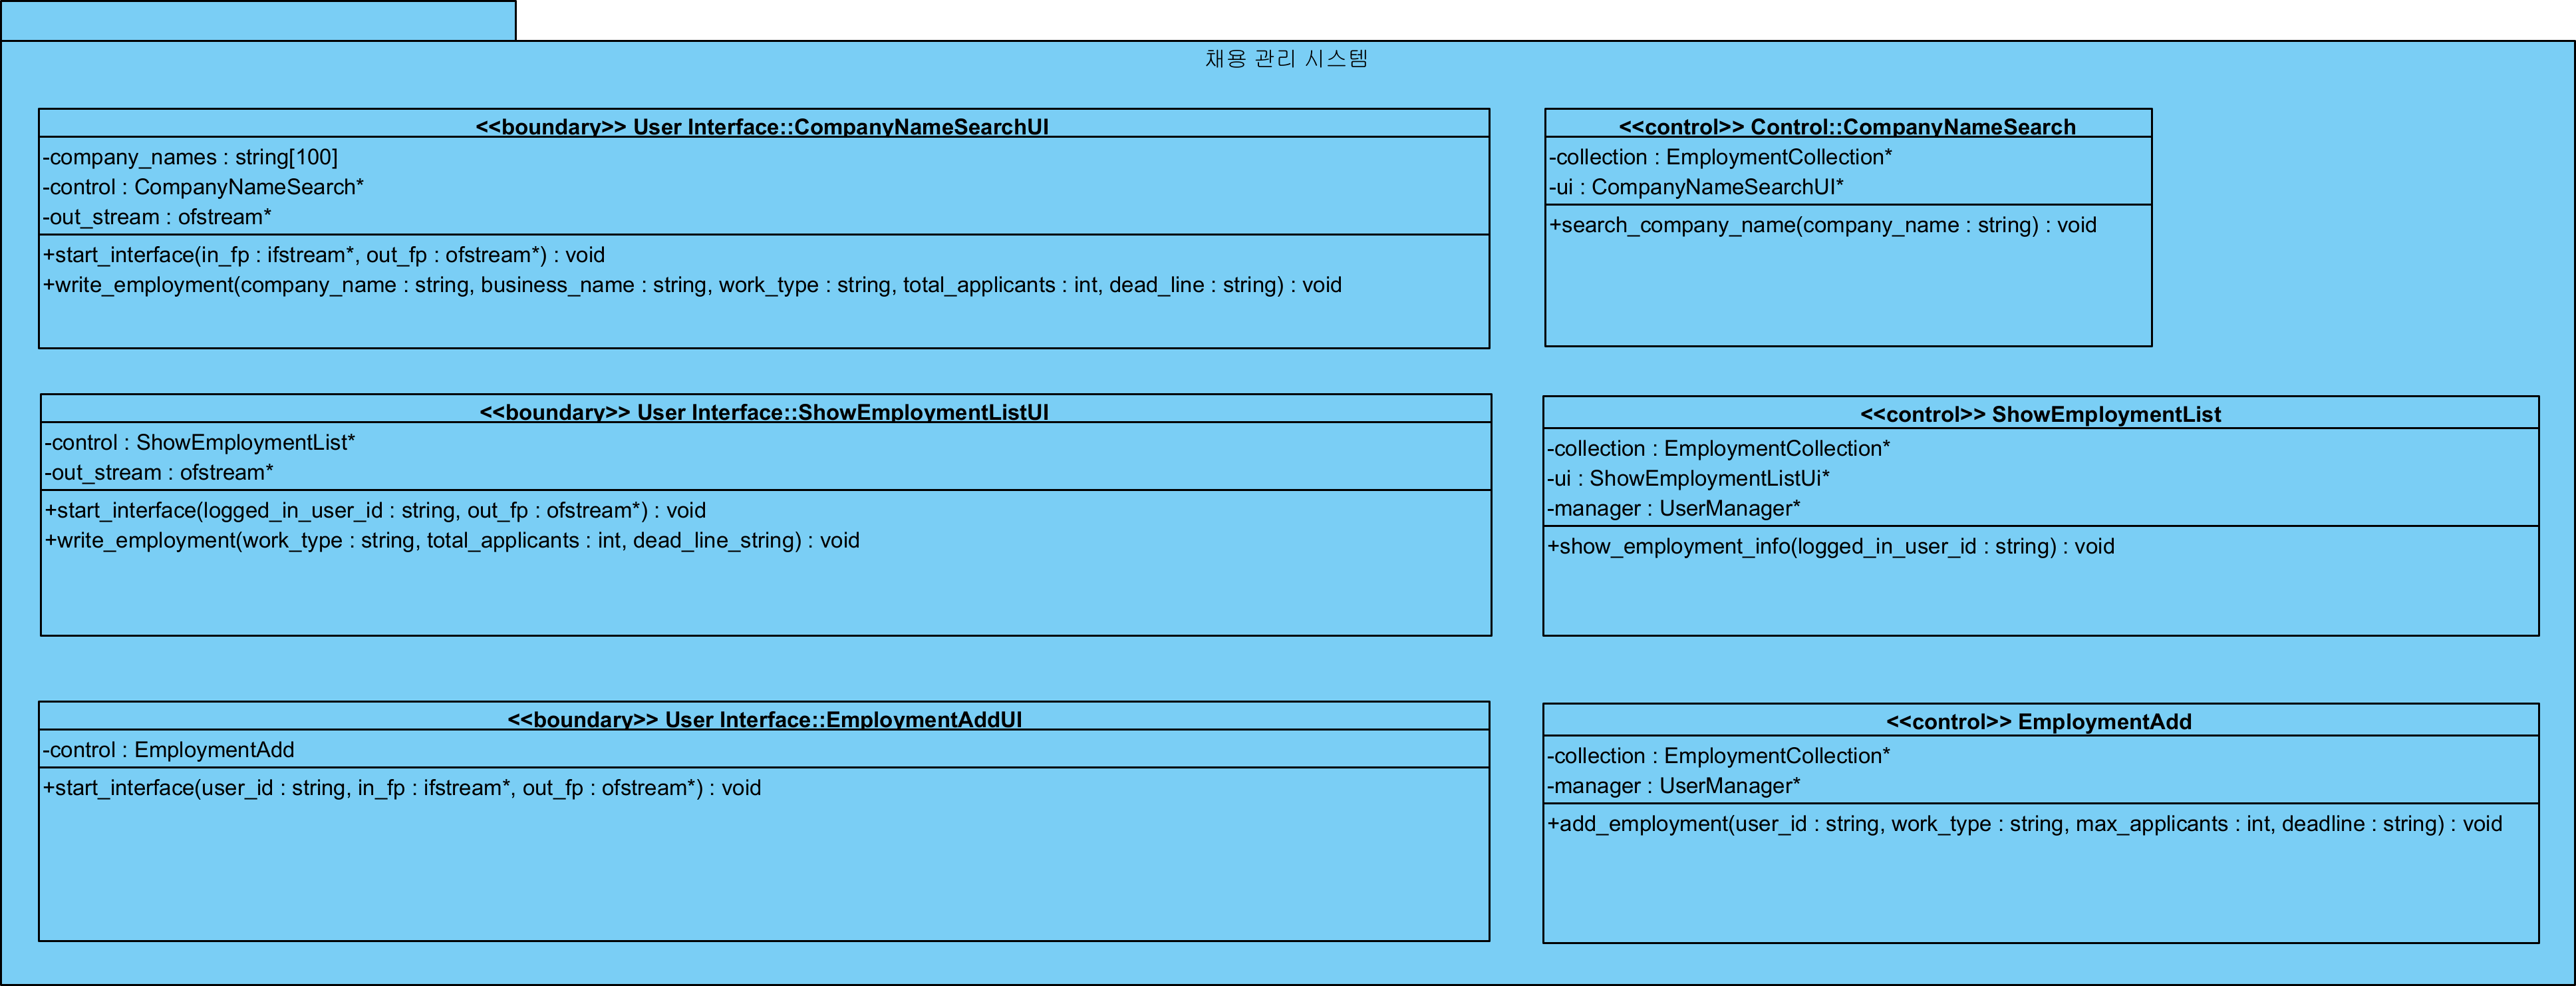 채용 관리 시스템
<<boundary>> User Interface::CompanyNameSearchUI
-company_names : string[100]
-control : CompanyNameSearch*
-out_stream : ofstream*
+start_interface(in_fp : ifstream*, out_fp : ofstream*) : void
+write_employment(company_name : string, business_name : string, work_type : string, total_applicants : int, dead_line : string) : void
<<control>> Control::CompanyNameSearch
-collection : EmploymentCollection*
-ui : CompanyNameSearchUI*
+search_company_name(company_name : string) : void
<<boundary>> User Interface::ShowEmploymentListUI
-control : ShowEmploymentList*
-out_stream : ofstream*
+start_interface(logged_in_user_id : string, out_fp : ofstream*) : void
+write_employment(work_type : string, total_applicants : int, dead_line_string) : void
<<control>> ShowEmploymentList
-collection : EmploymentCollection*
-ui : ShowEmploymentListUi*
-manager : UserManager*
+show_employment_info(logged_in_user_id : string) : void
<<boundary>> User Interface::EmploymentAddUI
-control : EmploymentAdd
+start_interface(user_id : string, in_fp : ifstream*, out_fp : ofstream*) : void
<<control>> EmploymentAdd
-collection : EmploymentCollection*
-manager : UserManager*
+add_employment(user_id : string, work_type : string, max_applicants : int, deadline : string) : void